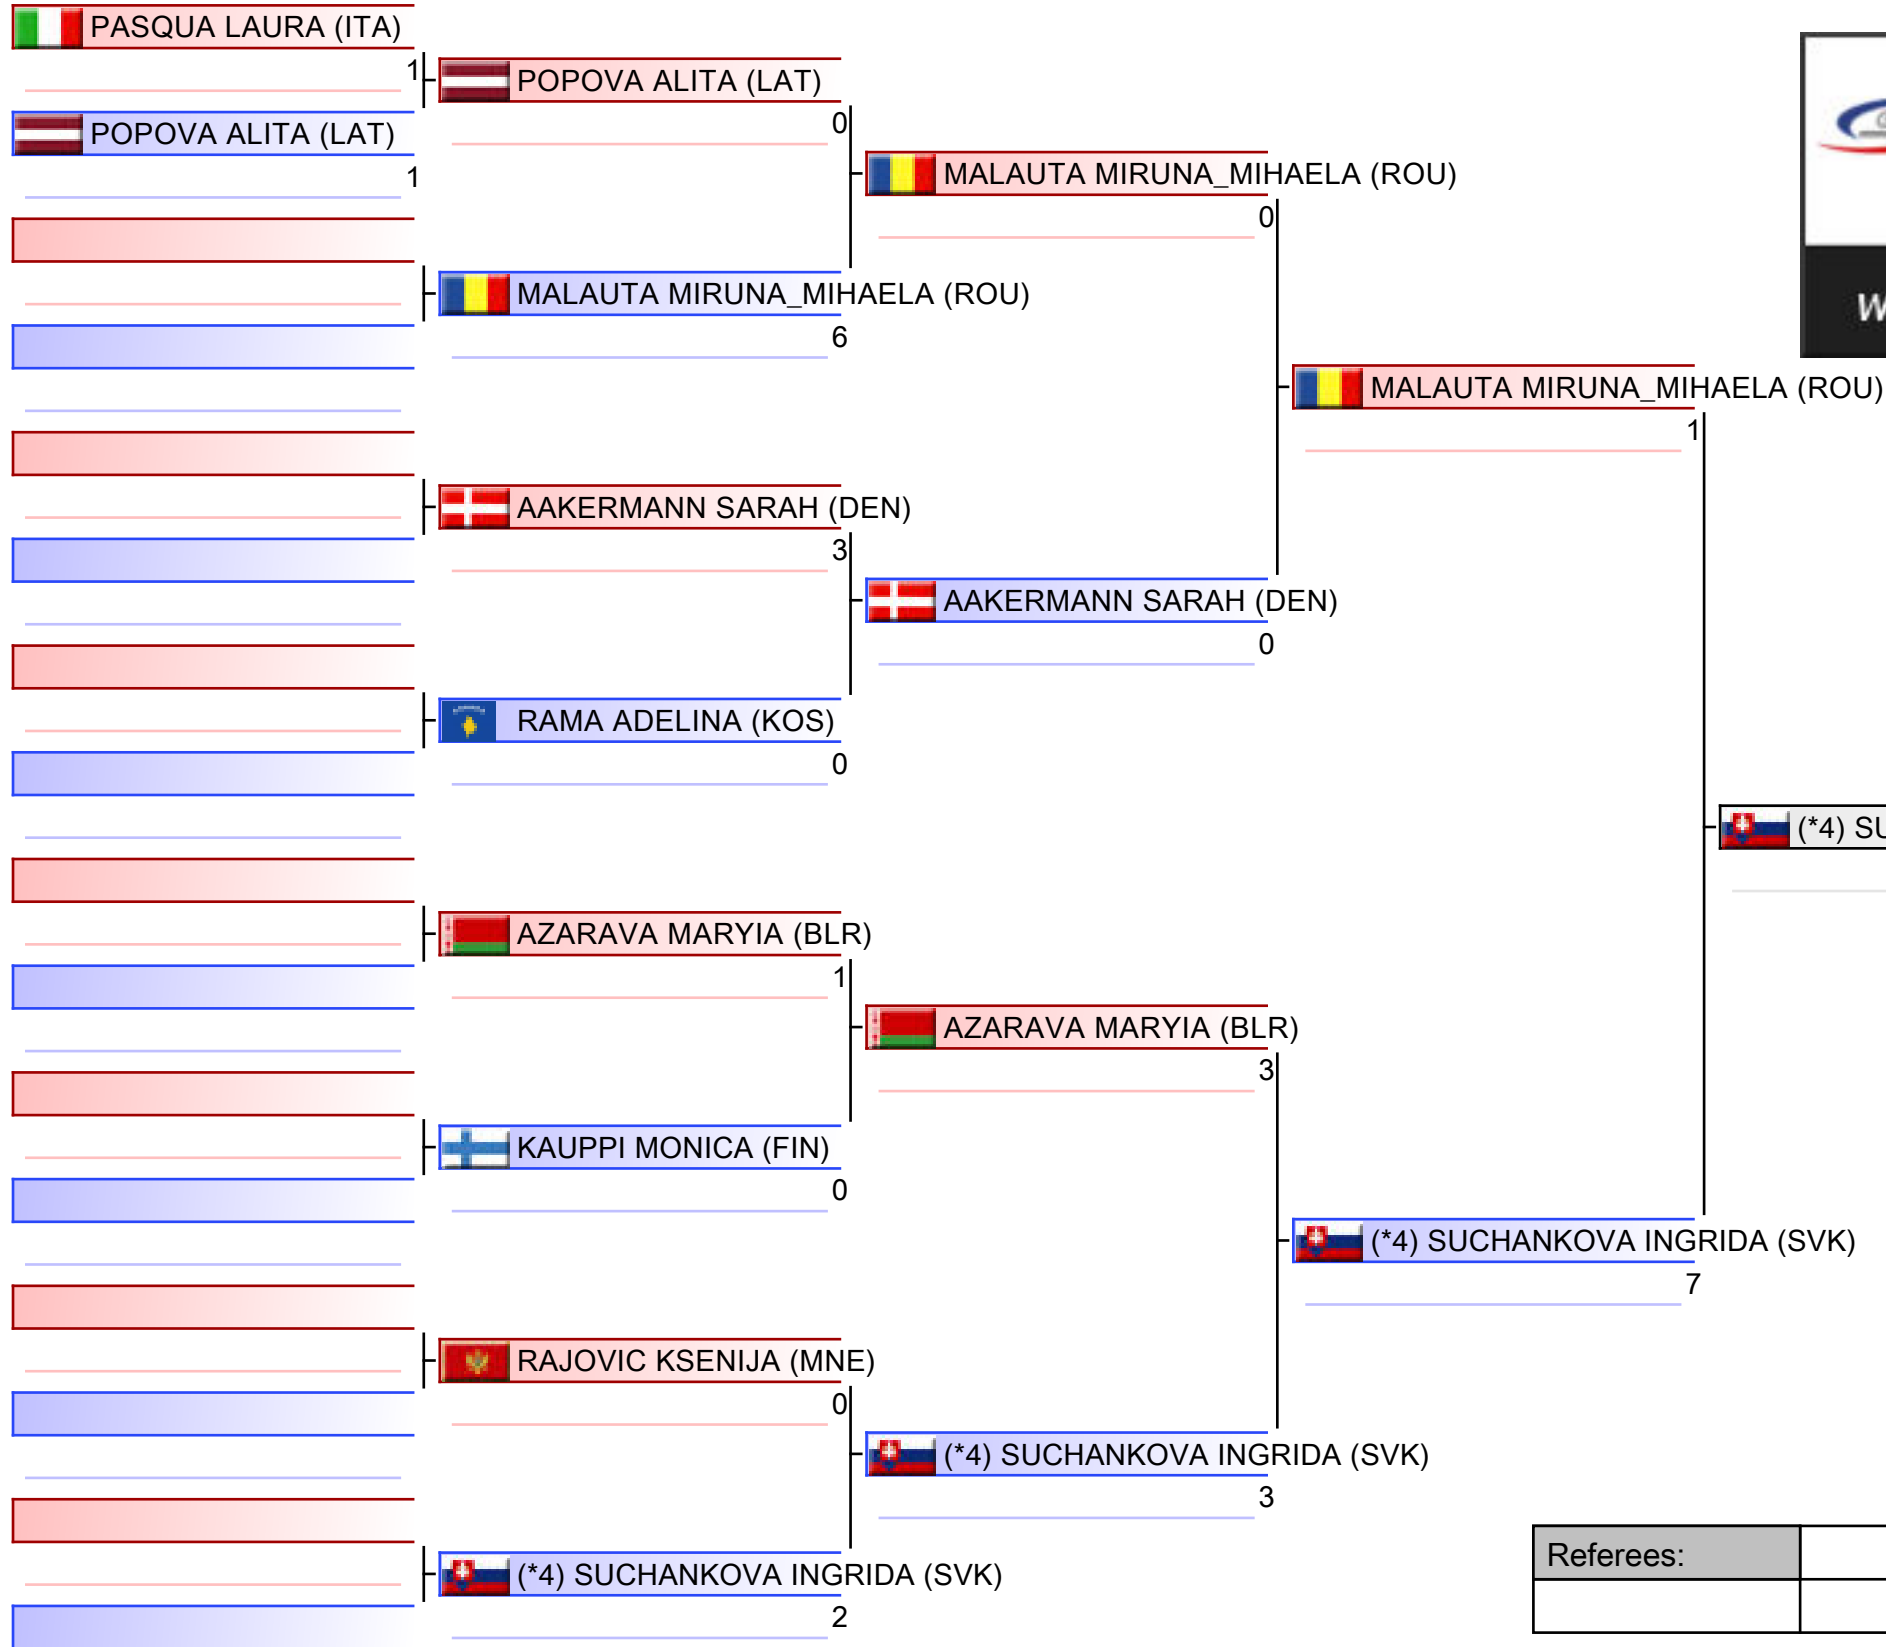 PASQUA LAURA (ITA)
1
POPOVA ALITA (LAT)
1
POPOVA ALITA (LAT)
0
MALAUTA MIRUNA_MIHAELA (ROU)
6
AAKERMANN SARAH (DEN)
3
RAMA ADELINA (KOS)
0
AZARAVA MARYIA (BLR)
1
KAUPPI MONICA (FIN)
0
RAJOVIC KSENIJA (MNE)
0
(*4) SUCHANKOVA INGRIDA (SVK)
2
MALAUTA MIRUNA_MIHAELA (ROU)
0
AAKERMANN SARAH (DEN)
0
AZARAVA MARYIA (BLR)
3
(*4) SUCHANKOVA INGRIDA (SVK)
3
MALAUTA MIRUNA_MIHAELA (ROU)
1
(*4) SUCHANKOVA INGRIDA (SVK)
7
(*4) SU
Referees: